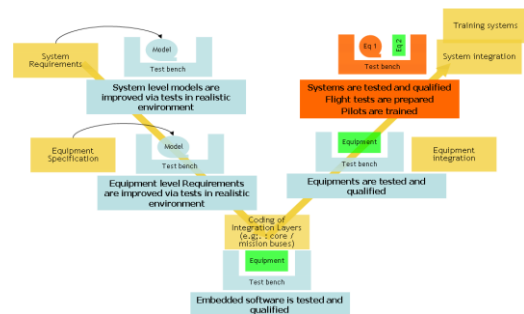 Training systems
System integration
System
Requirements
Model
Test bench
System level models are
improved via tests in realistic
environment
Eq 1
Eq 2
Test bench
Systems are tested and qualified
Flight tests are prepared
Pilots are trained
Equipment
Specification
Model
Test bench
Equipment level Requirements
are improved via tests in realistic
environment
Equipment
Test bench
Equipments are tested and
qualified
Equipment
Integration
Coding of
Integration Layers
(e.g;. : core /
mission buses)
Equipment
Test bench
Embedded software is tested and
qualified